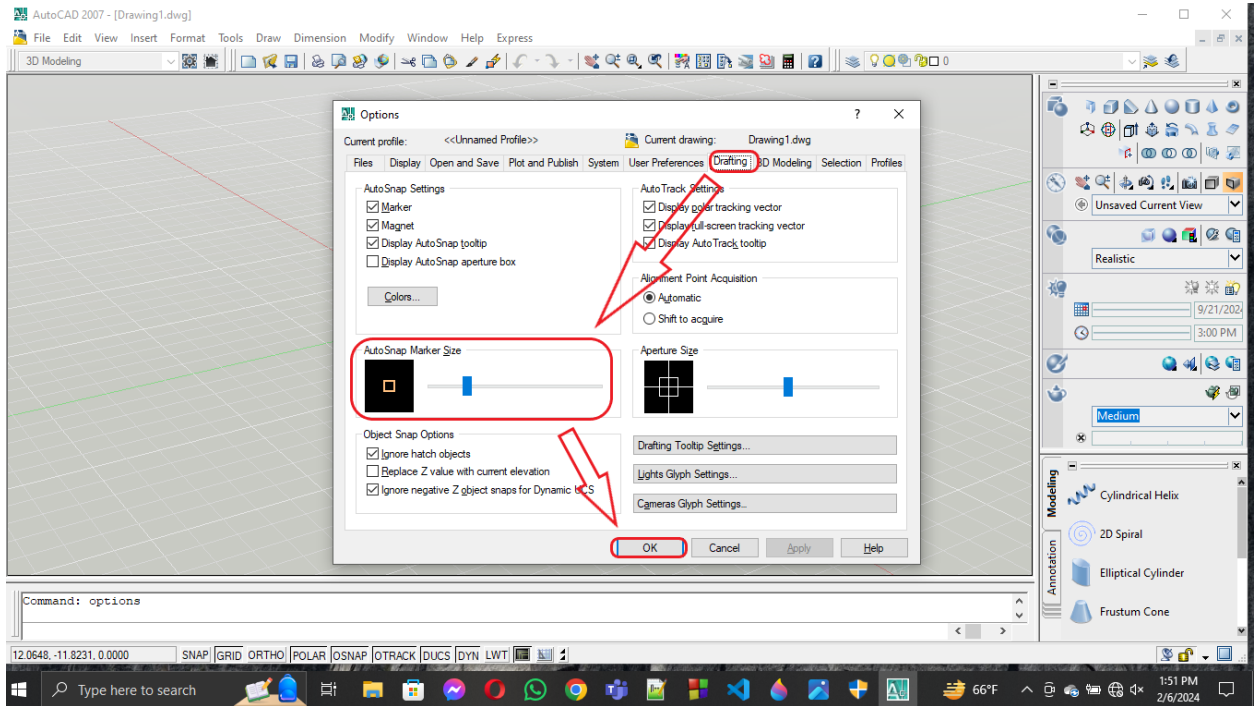 AutoCAD 2007 - [Drawing1.dwg]
File Edit View Insert Format Tools Draw Dimension Modify Window Help Express
3D Modeling
0
Options
Current profile: <<Unnamed Profile>> Current drawing: Drawing1.dwg
Files Display Open and Save Plot and Publish System User Preferences Drafting 3D Modeling Selection Profiles
AutoSnap Settings
Marker
Magnet
Display AutoSnap tooltip
Display AutoSnap aperture box
Colors...
AutoTrack Settings
Display polar tracking vector
Display full-screen tracking vector
Display AutoTrack tooltip
Alignment Point Acquisition
Automatic
Shift to acquire
AutoSnap Marker Size
Aperture Size
Object Snap Options
Ignore hatch objects
Replace Z value with current elevation
Ignore negative Z object snaps for Dynamic UCS
Drafting Tooltip Settings...
Lights Glyph Settings...
Cameras Glyph Settings...
OK Cancel Apply Help
Unsaved Current View
Realistic
9/21/202
3:00 PM
Medium
Modeling
Annotation
Cylindrical Helix
2D Spiral
Elliptical Cylinder
Frustum Cone
Command: options
12.0648, -11.8231, 0.0000 SNAP GRID ORTHO POLAR OSNAP OTRACK DUCS DYN LWT
Type here to search
66°F
1:51 PM
2/6/2024